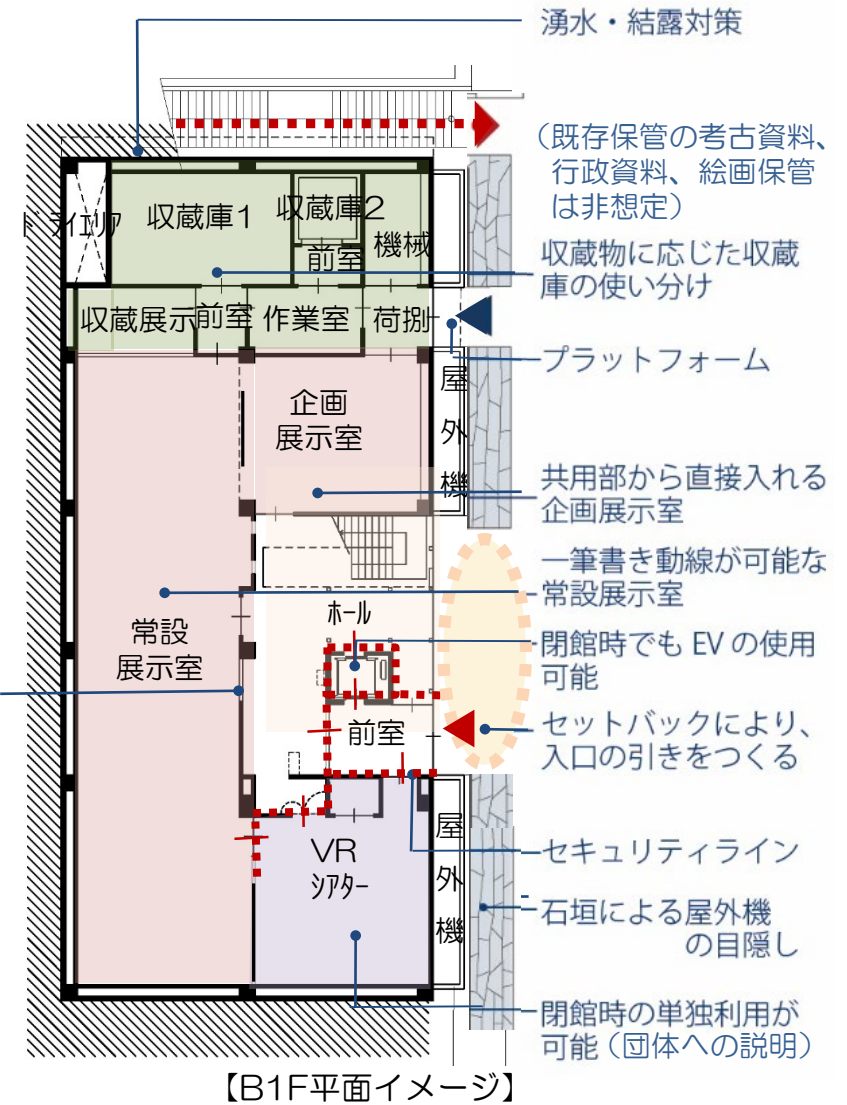 湧水・結露対策
（既存保管の考古資料、
行政資料、絵画保管
は非想定）
ドライエリア
収蔵庫1
収蔵庫2
前室
機械
収蔵物に応じた収蔵
庫の使い分け
収蔵展示
前室
作業室
荷捌
プラットフォーム
屋
外
機
企画
展示室
共用部から直接入れる
企画展示室
一筆書き動線が可能な
常設展示室
ホール
常設
展示室
閉館時でも EV の使用
可能
前室
セットバックにより、
入口の引きをつくる
VR
シアター
屋
外
機
セキュリティライン
石垣による屋外機
の目隠し
閉館時の単独利用が
可能（団体への説明）
【B1F平面イメージ】